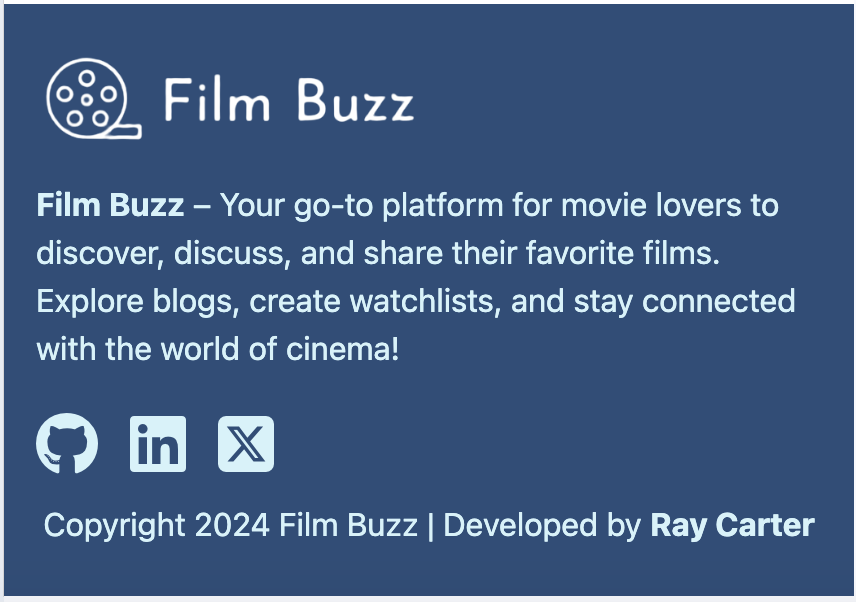 Film Buzz
Film Buzz – Your go-to platform for movie lovers to
discover, discuss, and share their favorite films.
Explore blogs, create watchlists, and stay connected
with the world of cinema!
in X
Copyright 2024 Film Buzz | Developed by Ray Carter